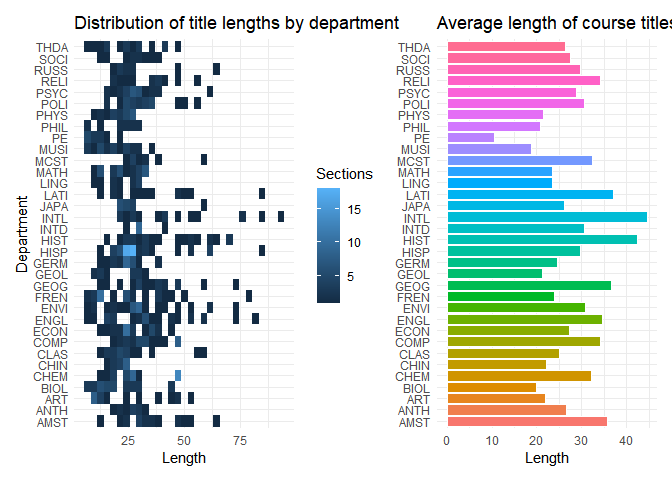 Distribution of title lengths by department
THDA
SOCI
RUSS
RELI
PSYC
POLI
PHYS
PHIL
PE
MUSI
MCST
MATH
LING
LATI
JAPA
INTL
INTD
HIST
HISP
GERM
GEOL
GEOG
FREN
ENVI
ENGL
ECON
COMP
CLAS
CHIN
CHEM
BIOL
ART
ANTH
AMST
Department
25 50 75
Length
Sections
15
10
5
Average length of course titles
THDA
SOCI
RUSS
RELI
PSYC
POLI
PHYS
PHIL
PE
MUSI
MCST
MATH
LING
LATI
JAPA
INTL
INTD
HIST
HISP
GERM
GEOL
GEOG
FREN
ENVI
ENGL
ECON
COMP
CLAS
CHIN
CHEM
BIOL
ART
ANTH
AMST
0 10 20 30 40
Length